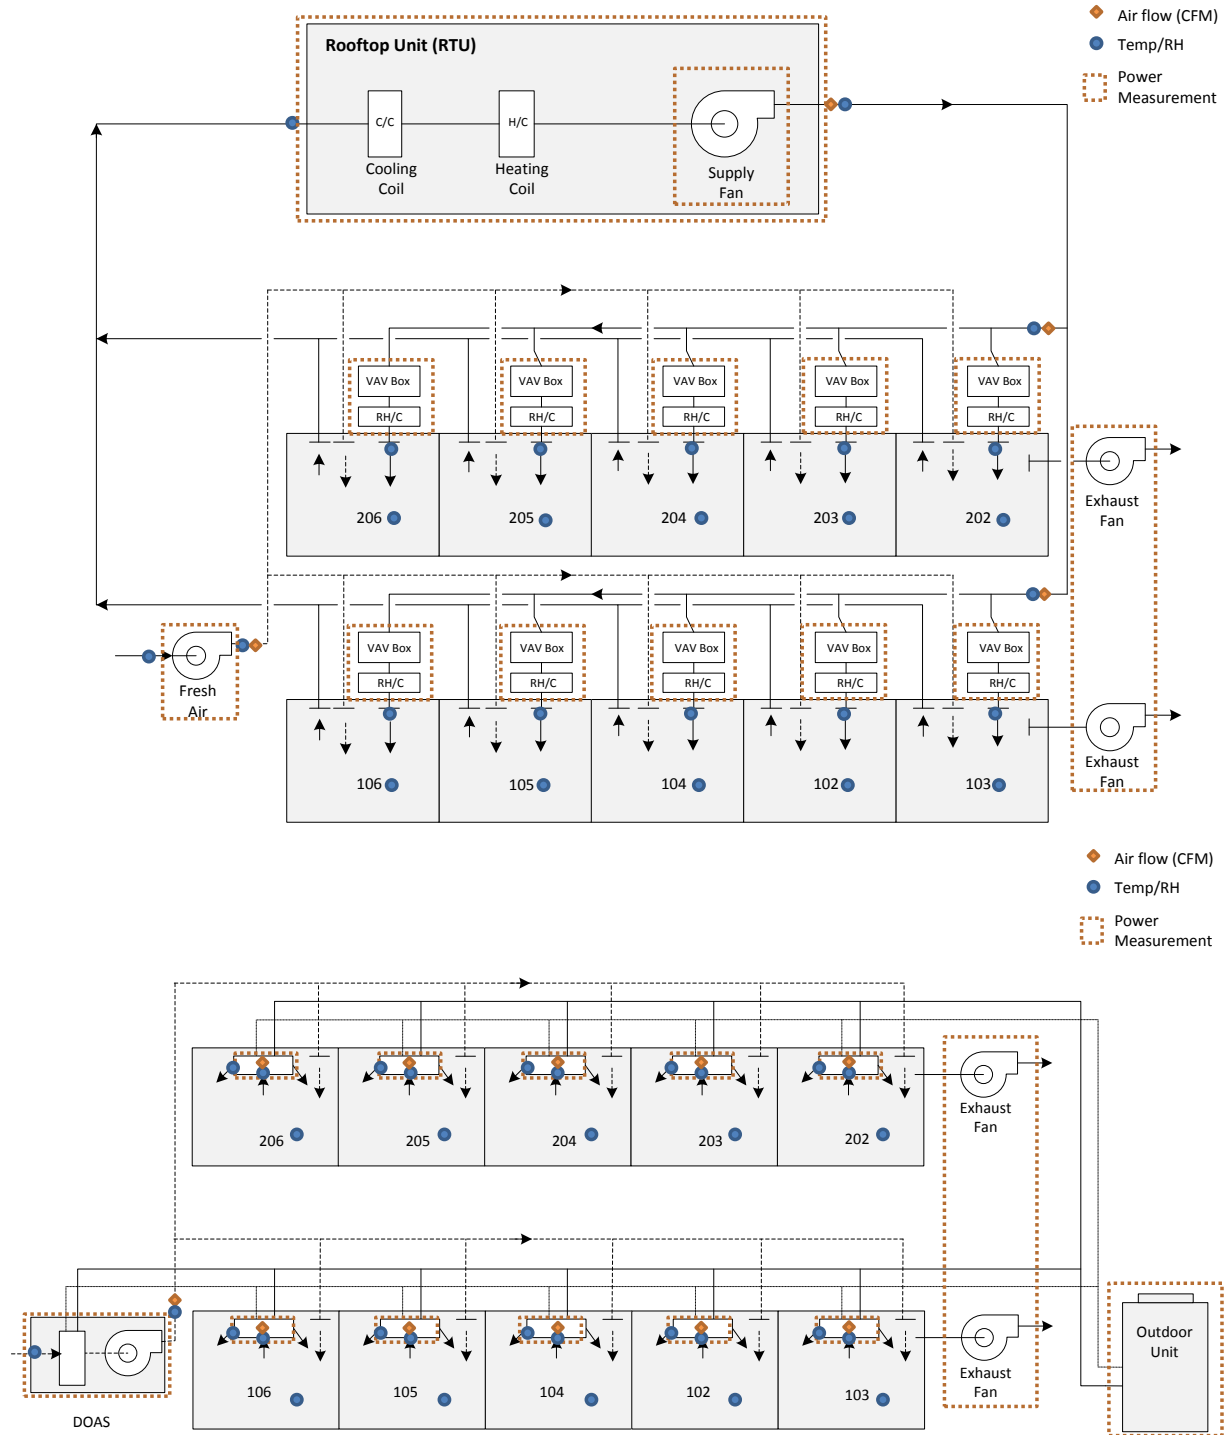 Air flow (CFM)
Temp/RH
Power
Measurement
Rooftop Unit (RTU)
C/C
H/C
Cooling
Coil
Heating
Coil
Supply
Fan
VAV Box
VAV Box
VAV Box
VAV Box
VAV Box
RH/C
RH/C
RH/C
RH/C
RH/C
Exhaust
Fan
206
205
204
203
202
VAV Box
VAV Box
VAV Box
VAV Box
VAV Box
RH/C
RH/C
RH/C
RH/C
RH/C
Fresh
Air
Exhaust
Fan
106
105
104
102
103
Air flow (CFM)
Temp/RH
Power
Measurement
Exhaust
Fan
206
205
204
203
202
Outdoor
Unit
Exhaust
Fan
106
105
104
102
103
DOAS